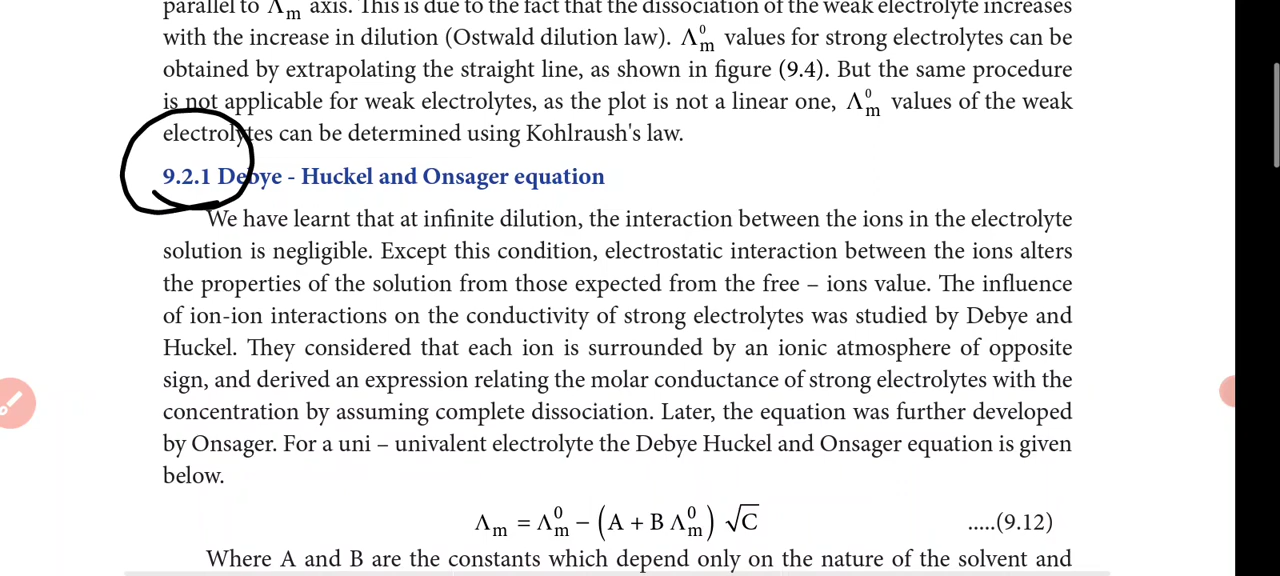 parallel to Λm axis. This is due to the fact that the dissociation of the weak electrolyte increases
with the increase in dilution (Ostwald dilution law). Λ⁰m values for strong electrolytes can be
obtained by extrapolating the straight line, as shown in figure (9.4). But the same procedure
is not applicable for weak electrolytes, as the plot is not a linear one, Λ⁰m values of the weak
electrolytes can be determined using Kohlraush's law.
9.2.1 Debye - Huckel and Onsager equation
We have learnt that at infinite dilution, the interaction between the ions in the electrolyte
solution is negligible. Except this condition, electrostatic interaction between the ions alters
the properties of the solution from those expected from the free – ions value. The influence
of ion-ion interactions on the conductivity of strong electrolytes was studied by Debye and
Huckel. They considered that each ion is surrounded by an ionic atmosphere of opposite
sign, and derived an expression relating the molar conductance of strong electrolytes with the
concentration by assuming complete dissociation. Later, the equation was further developed
by Onsager. For a uni – univalent electrolyte the Debye Huckel and Onsager equation is given
below.
Λm = Λ⁰m − (A + B Λ⁰m) √C .....(9.12)
Where A and B are the constants which depend only on the nature of the solvent and